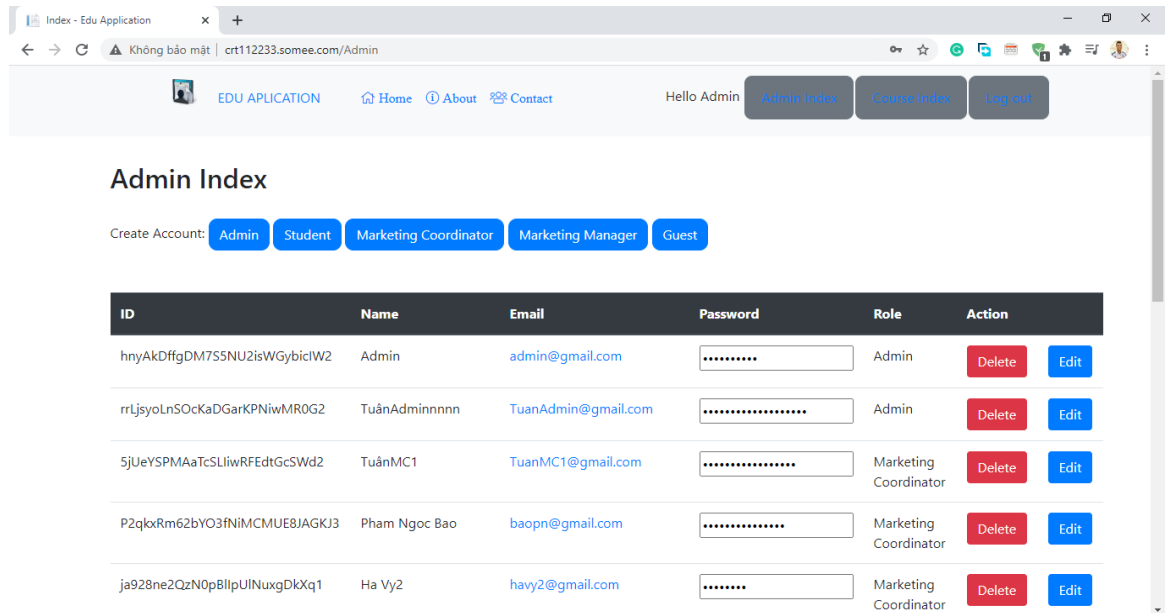 Index - Edu Application
Không bảo mật | crt112233.somee.com/Admin
EDU APLICATION Home About Contact Hello Admin Admin Index Course Index Log out
Admin Index
Create Account: Admin Student Marketing Coordinator Marketing Manager Guest
ID Name Email Password Role Action
hnyAkDffgDM7S5NU2isWGybicIW2 Admin admin@gmail.com •••••••••• Admin Delete Edit
rrLjsyoLnSOcKaDGarKPNiwMR0G2 TuânAdminnnnn TuanAdmin@gmail.com ••••••••••••••••••• Admin Delete Edit
5jUeYSPMAaTcSLIiwRFEdtGcSWd2 TuânMC1 TuanMC1@gmail.com ••••••••••••••••• Marketing Delete Edit
Coordinator
P2qkxRm62bYO3fNiMCMUE8JAGKJ3 Pham Ngoc Bao baopn@gmail.com ••••••••••••••• Marketing Delete Edit
Coordinator
ja928ne2QzN0pBlIpUlNuxgDkXq1 Ha Vy2 havy2@gmail.com •••••••• Marketing Delete Edit
Coordinator